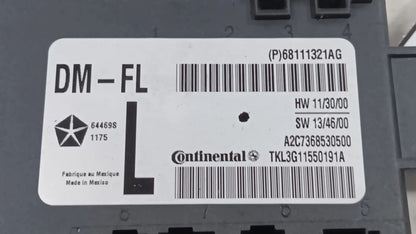 (P)68111321AG
DM-FL
HW 11/30/00
SW 13/46/00
64469S
1175
L
A2C7368530500
Continental
TKL3G11550191A
Fabrique au Mexique
Made in Mexico